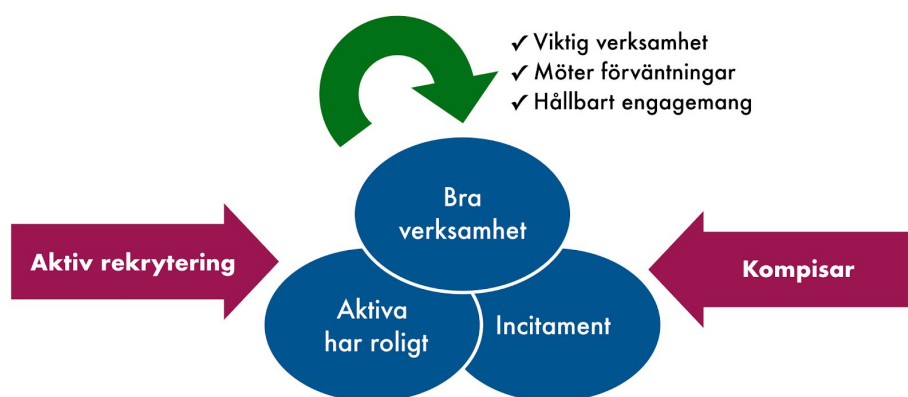 ✓ Viktig verksamhet
✓ Möter förväntningar
✓ Hållbart engagemang
Bra
verksamhet
Aktiv rekrytering
Kompisar
Aktiva
har roligt
Incitament